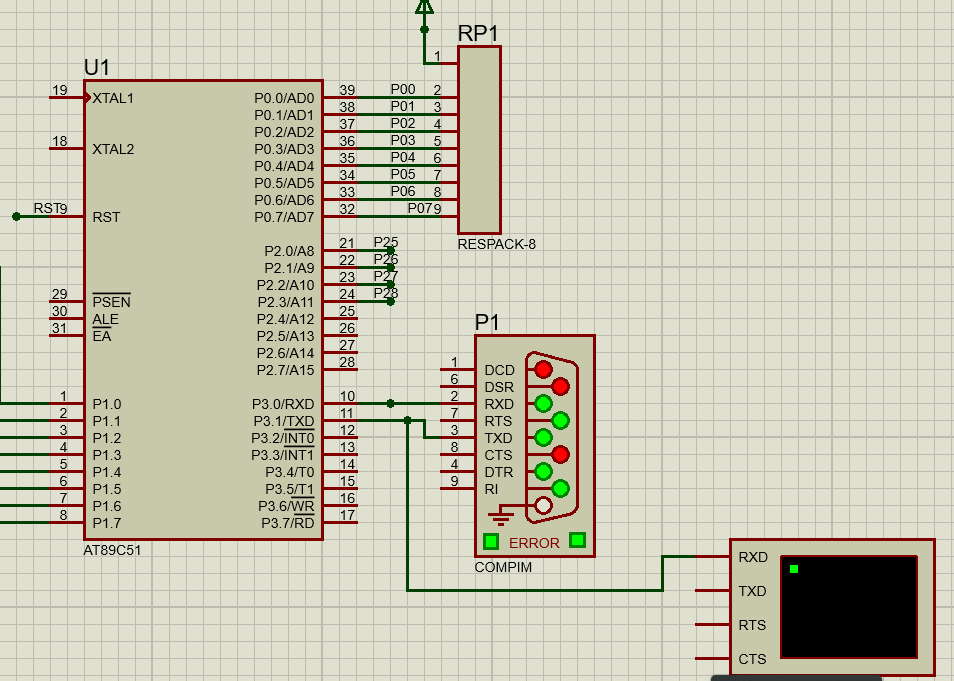 RP1
1
U1
19 XTAL1 P0.0/AD0 39 P00 2
P0.1/AD1 38 P01 3
P0.2/AD2 37 P02 4
18 XTAL2 P0.3/AD3 36 P03 5
P0.4/AD4 35 P04 6
P0.5/AD5 34 P05 7
P0.6/AD6 33 P06 8
RST 9 RST P0.7/AD7 32 P07 9
RESPACK-8
P2.0/A8 21 P25
P2.1/A9 22 P26
P2.2/A10 23 P27
29 PSEN P2.3/A11 24 P28
30 ALE P2.4/A12 25
31 EA P2.5/A13 26
P2.6/A14 27
P2.7/A15 28
P1
1 DCD
6 DSR
1 P1.0 P3.0/RXD 10 2 RXD
2 P1.1 P3.1/TXD 11 7 RTS
3 P1.2 P3.2/INT0 12 3 TXD
4 P1.3 P3.3/INT1 13 8 CTS
5 P1.4 P3.4/T0 14 4 DTR
6 P1.5 P3.5/T1 15 9 RI
7 P1.6 P3.6/WR 16
8 P1.7 P3.7/RD 17
ERROR
AT89C51
COMPIM
RXD
TXD
RTS
CTS